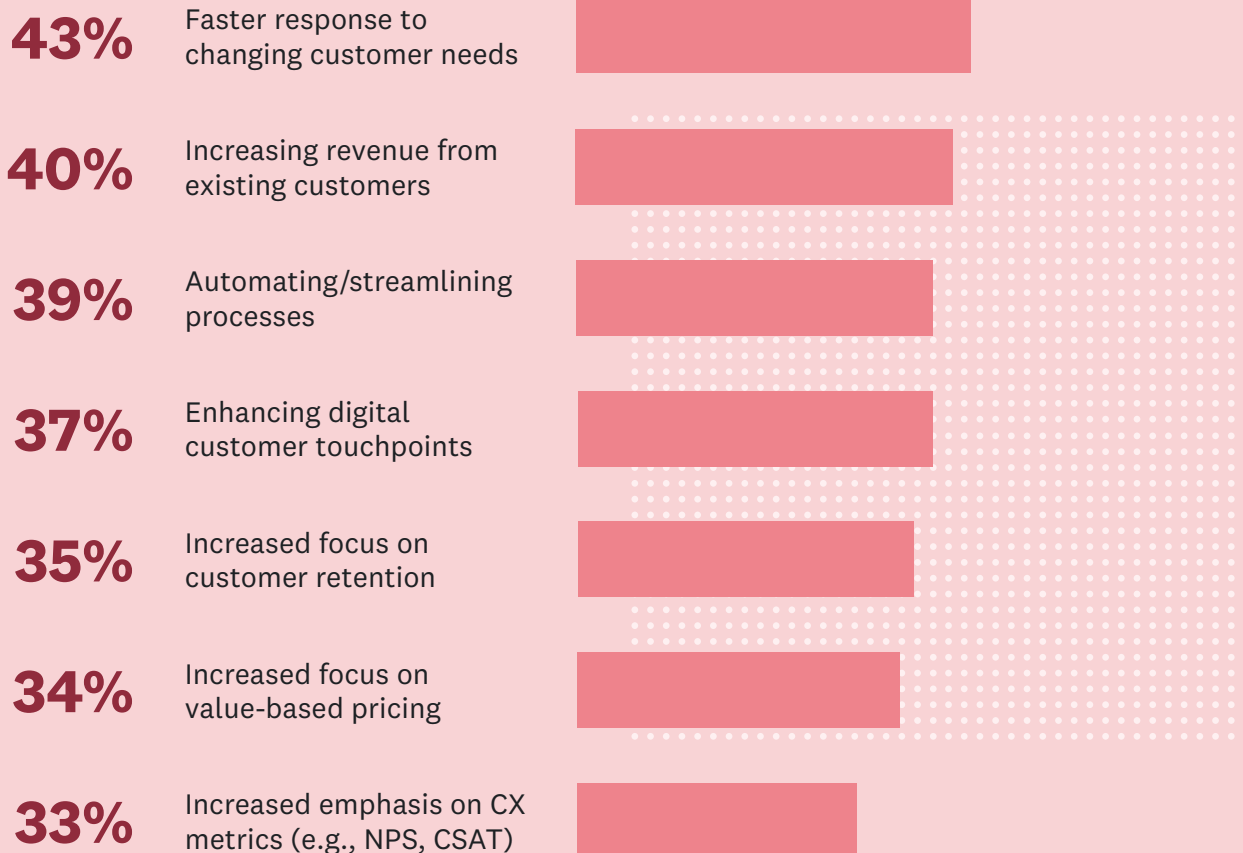 43%
Faster response to
changing customer needs
40%
Increasing revenue from
existing customers
39%
Automating/streamlining
processes
37%
Enhancing digital
customer touchpoints
35%
Increased focus on
customer retention
34%
Increased focus on
value-based pricing
33%
Increased emphasis on CX
metrics (e.g., NPS, CSAT)